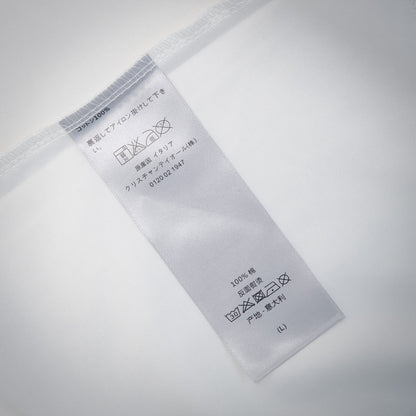 コットン100%
裏返してアイロン掛けして下さ
い。
原産国 イタリア
クリスチャンディオール(株)
0120 02 1947
100% 棉
反面熨烫
30
产地 - 意大利
(L)